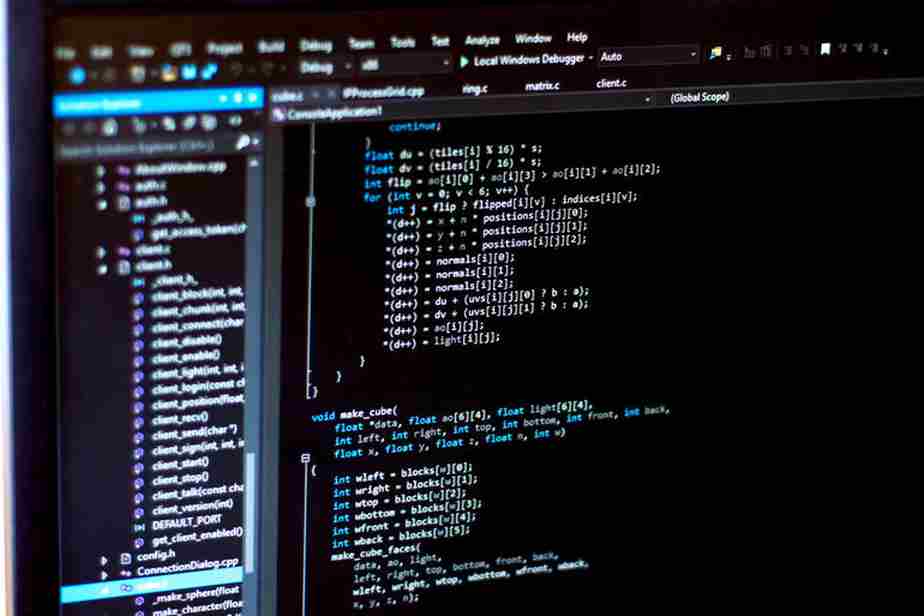 File Edit View QT5 Project Build Debug Team Tools Test Analyze Window Help
Debug x86 Local Windows Debugger Auto
Solution Explorer
cube.c IPProcessGrid.cpp ring.c matrix.c client.c
ConsoleApplication1 (Global Scope)
Search Solution Explorer (Ctrl+;)
AboutWindow.cpp
auth.c
auth.h
_auth_h_
get_access_token(ch
client.c
client.h
_client_h_
client_block(int, int,
client_chunk(int, int,
client_connect(char
client_disable()
client_enable()
client_light(int, int, i
client_login(const cl
client_position(float,
client_recv()
client_send(char *)
client_sign(int, int, i
client_start()
client_stop()
client_talk(const cha
client_version(int)
DEFAULT_PORT
get_client_enabled()
config.h
ConnectionDialog.cpp
_make_sphere(float
make_character(float
continue;
}
float du = (tiles[i] % 16) * s;
float dv = (tiles[i] / 16) * s;
int flip = ao[i][0] + ao[i][3] > ao[i][1] + ao[i][2];
for (int v = 0; v < 6; v++) {
int j = flip ? flipped[i][v] : indices[i][v];
*(d++) = x + n * positions[i][j][0];
*(d++) = y + n * positions[i][j][1];
*(d++) = z + n * positions[i][j][2];
*(d++) = normals[i][0];
*(d++) = normals[i][1];
*(d++) = normals[i][2];
*(d++) = du + (uvs[i][j][0] ? b : a);
*(d++) = dv + (uvs[i][j][1] ? b : a);
*(d++) = ao[i][j];
*(d++) = light[i][j];
}
}
}
void make_cube(
float *data, float ao[6][4], float light[6][4],
int left, int right, int top, int bottom, int front, int back,
float x, float y, float z, float n, int w)
{
int wleft = blocks[w][0];
int wright = blocks[w][1];
int wtop = blocks[w][2];
int wbottom = blocks[w][3];
int wfront = blocks[w][4];
int wback = blocks[w][5];
make_cube_faces(
data, ao, light,
left, right, top, bottom, front, back,
wleft, wright, wtop, wbottom, wfront, wback,
x, y, z, n);